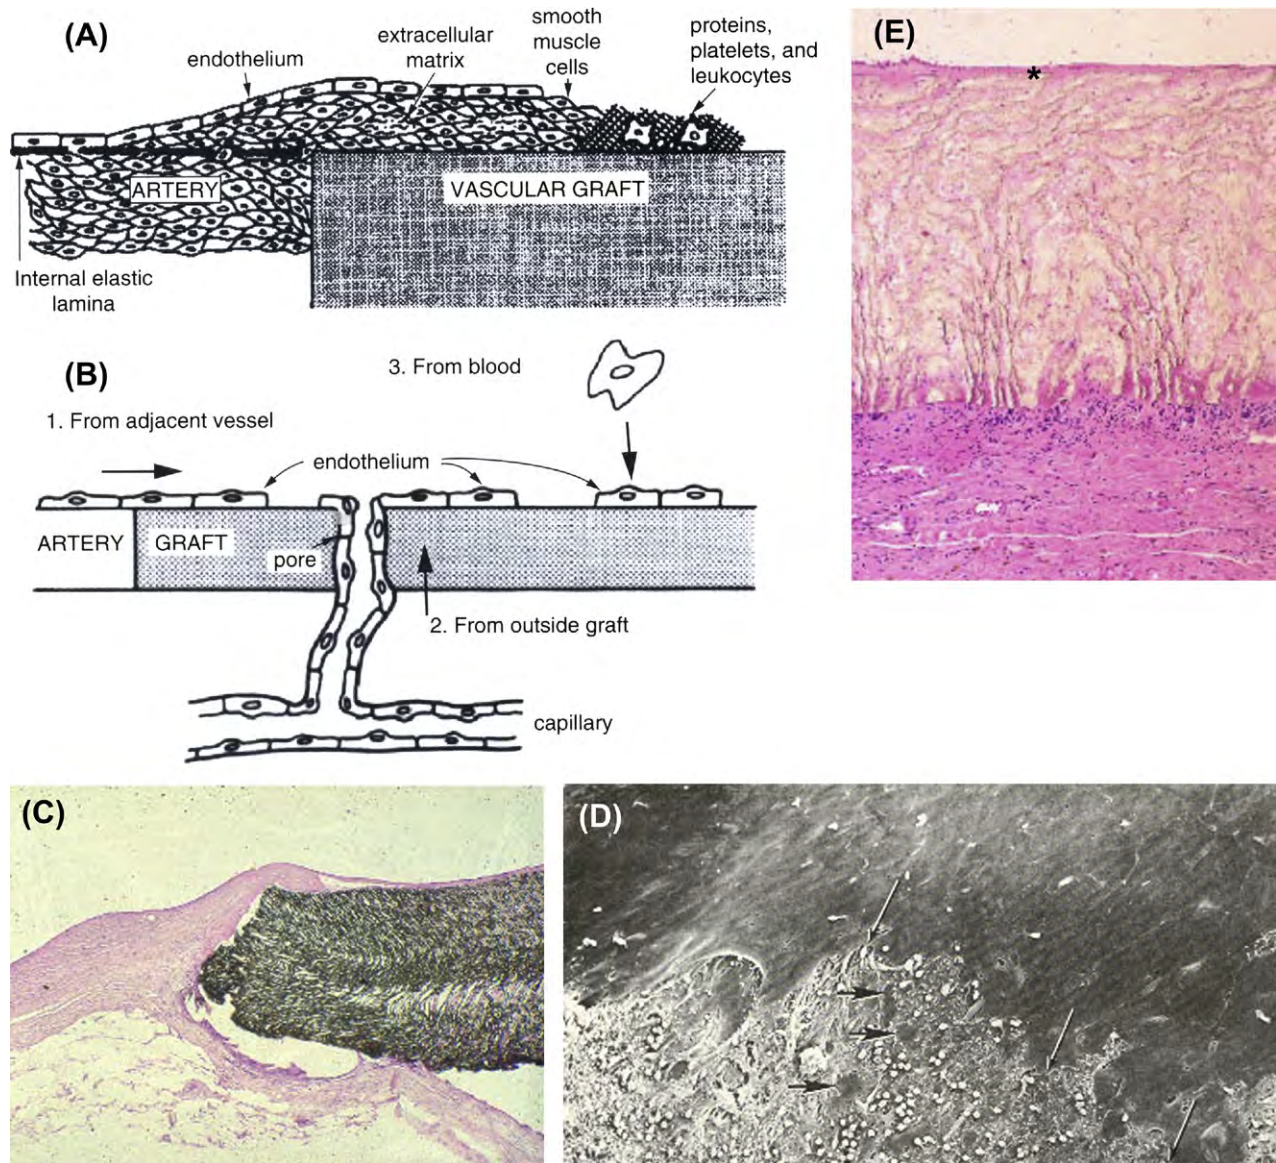 (A)
endothelium
extracellular
matrix
smooth
muscle
cells
proteins,
platelets, and
leukocytes
ARTERY
VASCULAR GRAFT
Internal elastic
lamina
(B)
3. From blood
1. From adjacent vessel
endothelium
ARTERY
GRAFT
pore
2. From outside graft
capillary
(C)
(D)
(E)
*